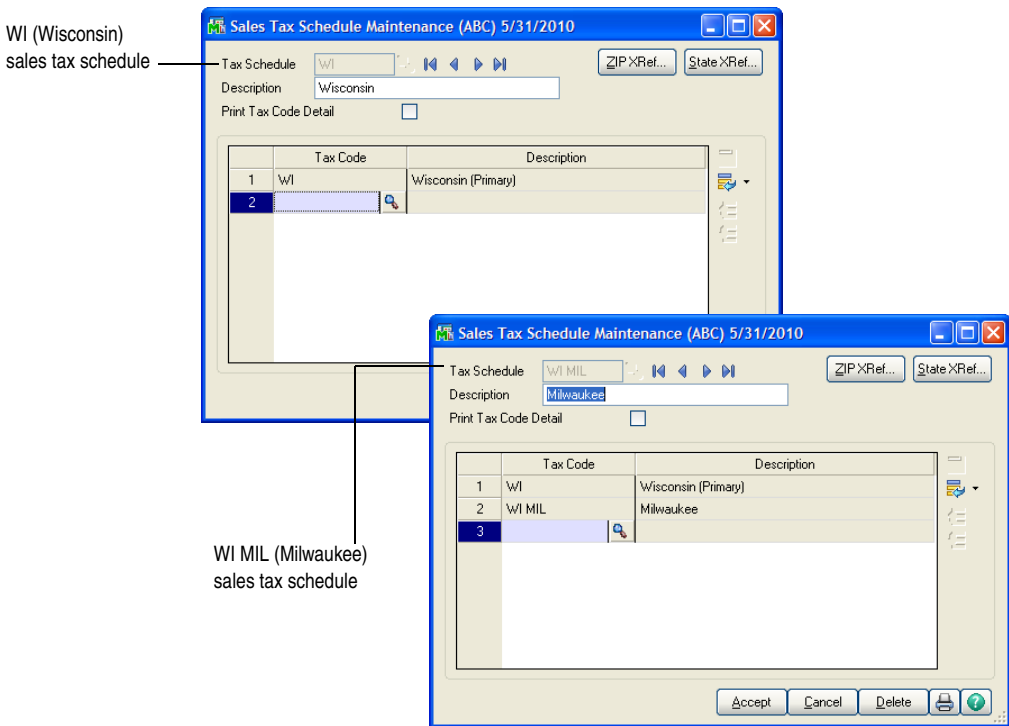 WI (Wisconsin)
sales tax schedule
Sales Tax Schedule Maintenance (ABC) 5/31/2010
Tax Schedule WI ZIP XRef... State XRef...
Description Wisconsin
Print Tax Code Detail
Tax Code Description
1 WI Wisconsin (Primary)
2
Sales Tax Schedule Maintenance (ABC) 5/31/2010
Tax Schedule WI MIL ZIP XRef... State XRef...
Description Milwaukee
Print Tax Code Detail
Tax Code Description
1 WI Wisconsin (Primary)
2 WI MIL Milwaukee
3
WI MIL (Milwaukee)
sales tax schedule
Accept Cancel Delete